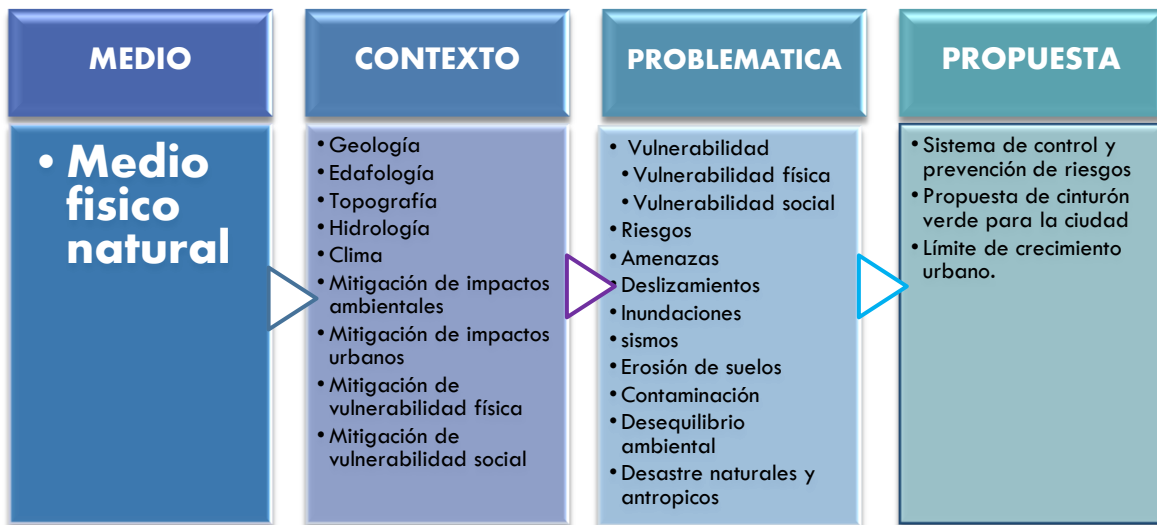 MEDIO
• Medio
fisico
natural
CONTEXTO
• Geología
• Edafología
• Topografía
• Hidrología
• Clima
• Mitigación de impactos
ambientales
• Mitigación de impactos
urbanos
• Mitigación de
vulnerabilidad física
• Mitigación de
vulnerabilidad social
PROBLEMATICA
• Vulnerabilidad
• Vulnerabilidad física
• Vulnerabilidad social
• Riesgos
• Amenazas
• Deslizamientos
• Inundaciones
• sismos
• Erosión de suelos
• Contaminación
• Desequilibrio
ambiental
• Desastre naturales y
antropicos
PROPUESTA
• Sistema de control y
prevención de riesgos
• Propuesta de cinturón
verde para la ciudad
• Límite de crecimiento
urbano.